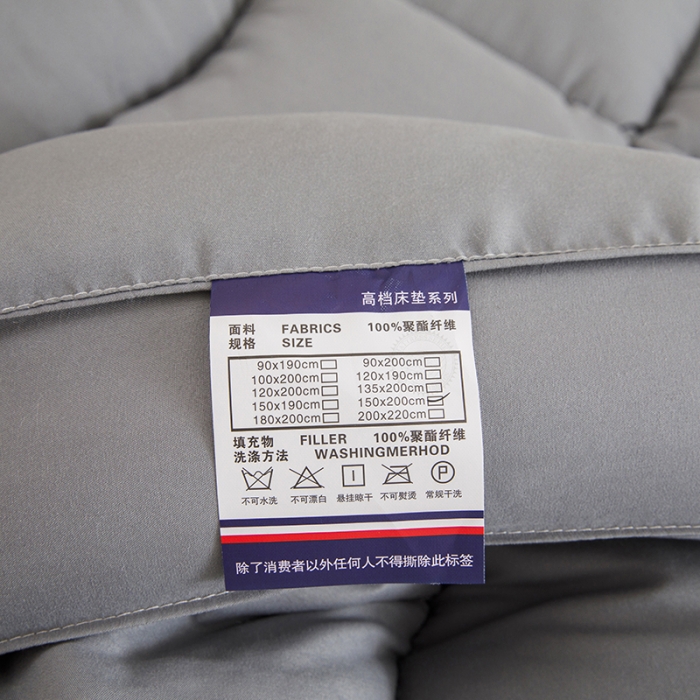 高档床垫系列
面料 FABRICS 100%聚酯纤维
规格 SIZE
90x190cm 90x200cm
100x200cm 120x190cm
120x200cm 135x200cm
150x190cm 150x200cm
180x200cm 200x220cm
填充物 FILLER 100%聚酯纤维
洗涤方法 WASHINGMERHOD
P
不可水洗 不可漂白 悬挂晾干 不可熨烫 常规干洗
除了消费者以外任何人不得撕除此标签